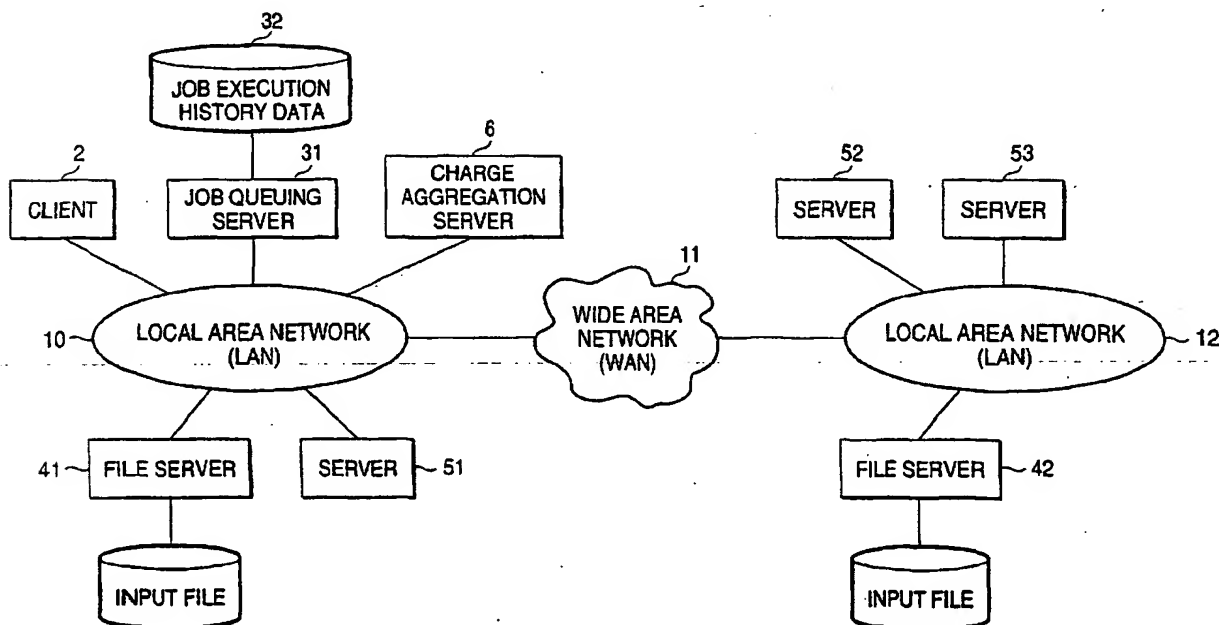 32
JOB EXECUTION
HISTORY DATA
2
CLIENT
31
JOB QUEUING
SERVER
6
CHARGE
AGGREGATION
SERVER
52
SERVER
53
SERVER
10
LOCAL AREA NETWORK
(LAN)
11
WIDE AREA
NETWORK
(WAN)
LOCAL AREA NETWORK
(LAN)
12
41
FILE SERVER
SERVER
51
FILE SERVER
42
INPUT FILE
INPUT FILE